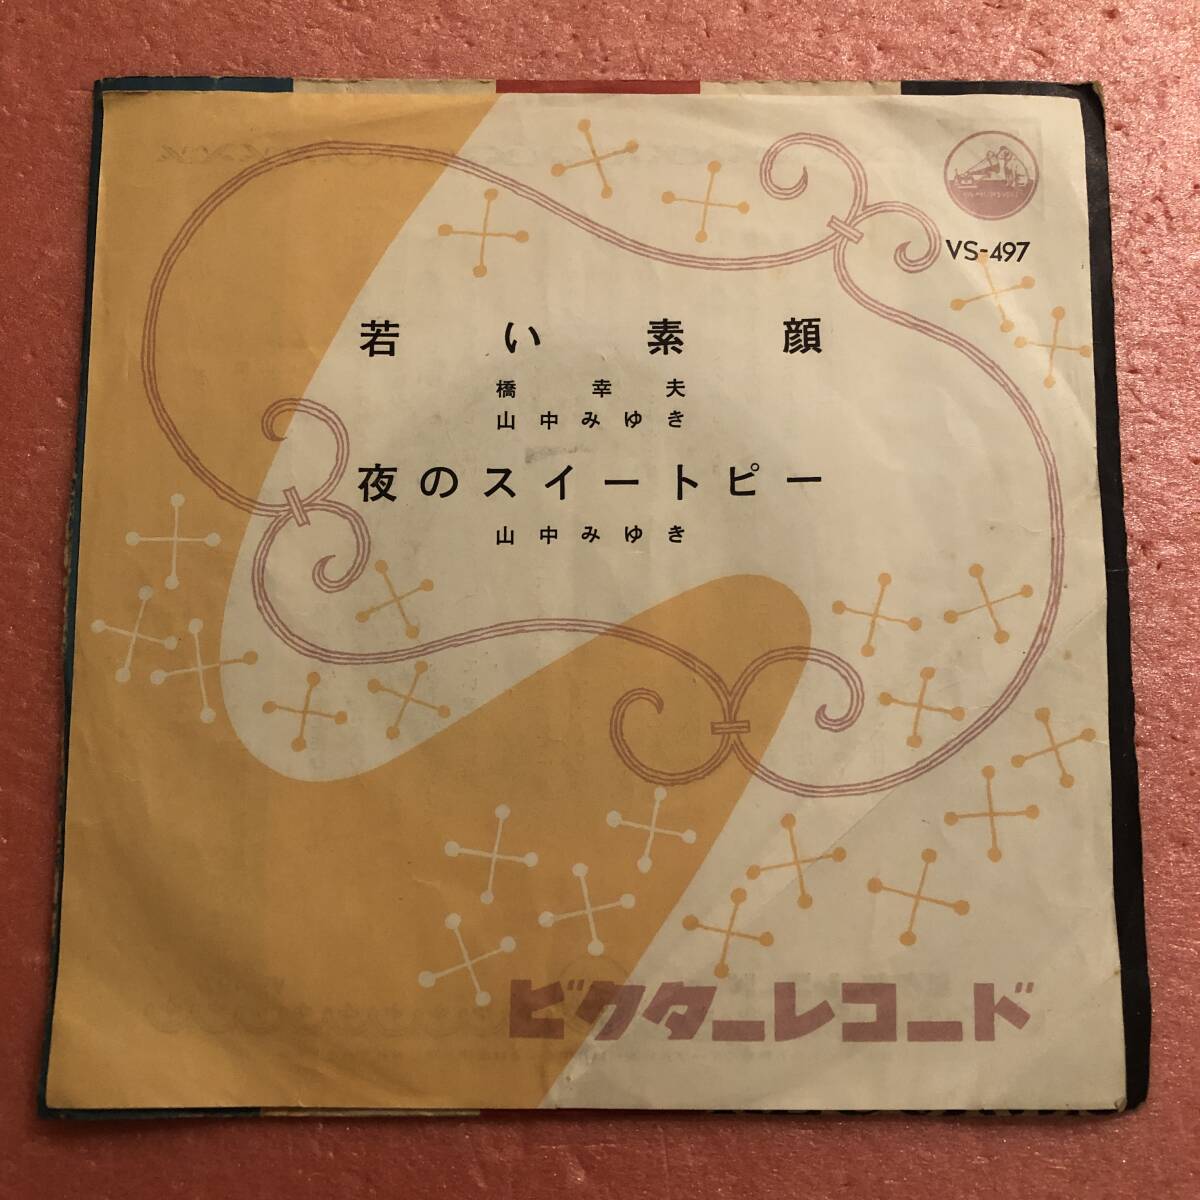 VS-497
若い素顔
橋幸夫
山中みゆき
夜のスイートピー
山中みゆき
ビクターレコード